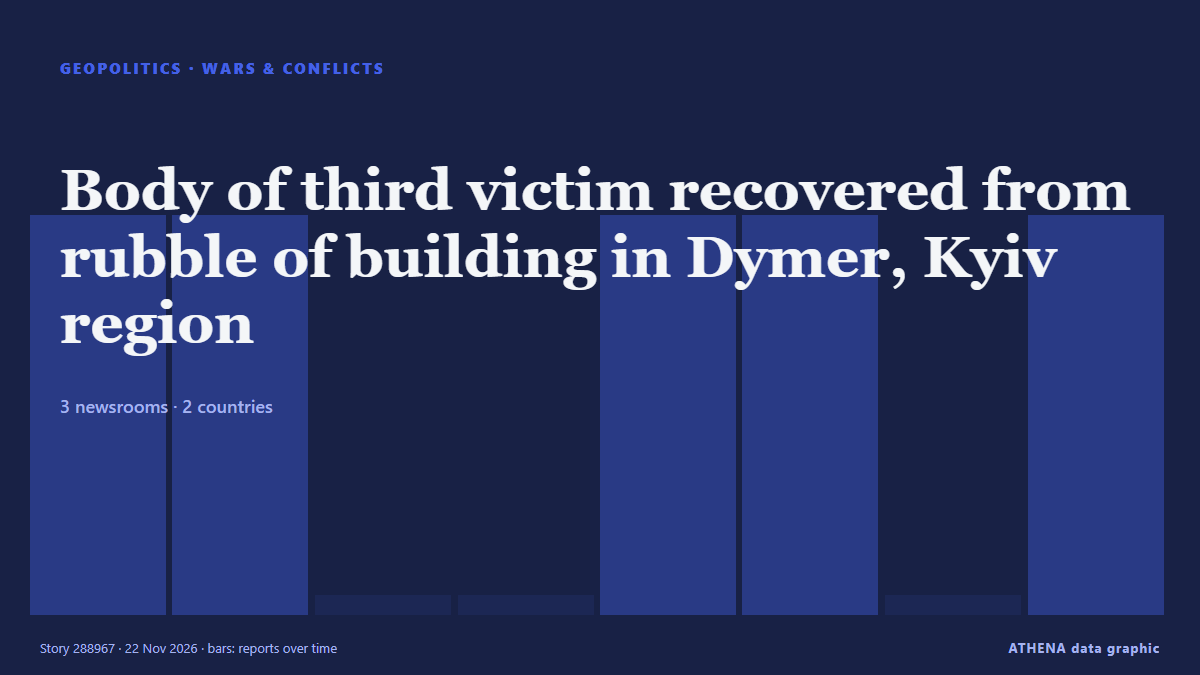 GEOPOLITICS · WARS & CONFLICTS
Body of third victim recovered from
rubble of building in Dymer, Kyiv
region
3 newsrooms · 2 countries
Story 288967 · 22 Nov 2026 · bars: reports over time
ATHENA data graphic